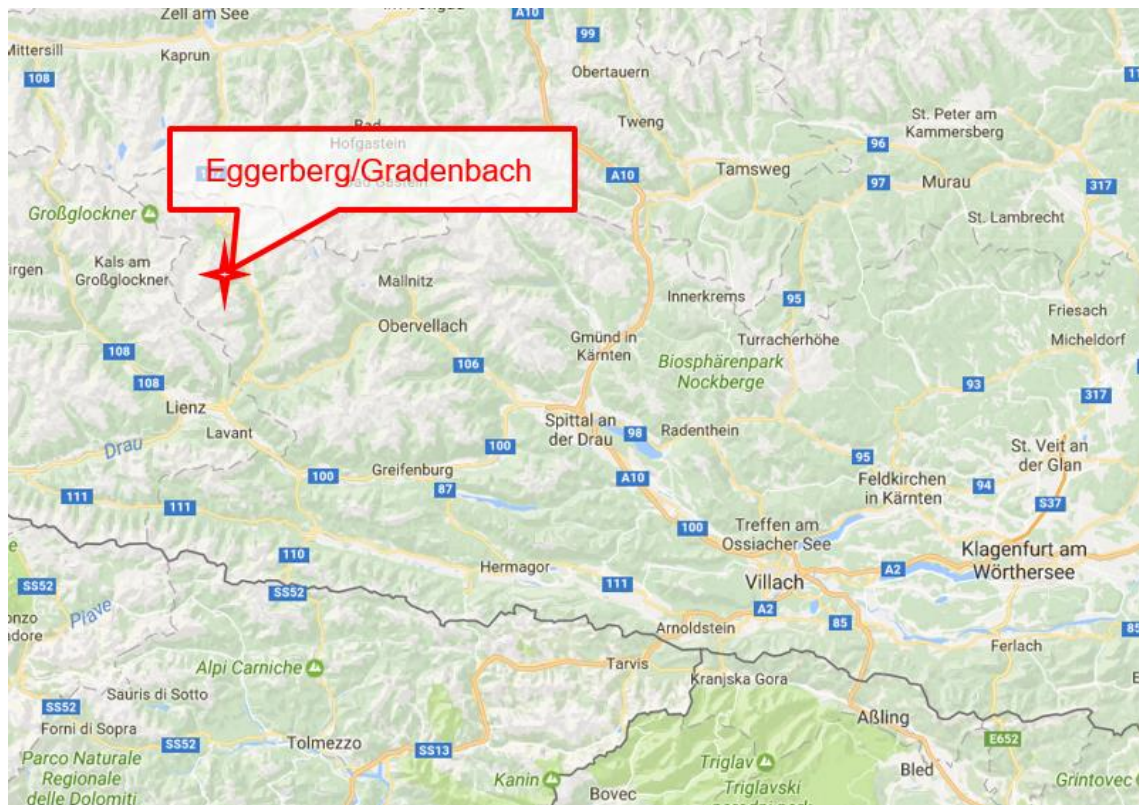 Zell am See
A10
99
Mittersill
Kaprun
108
Obertauern
St. Peter am
Kammersberg
Tweng
96
Bad
Hofgastein
Eggerberg/Gradenbach
A10
Tamsweg
97
Murau
317
Großglockner
St. Lambrecht
Kals am
Großglockner
Mallnitz
Innerkrems
95
Friesach
Obervellach
Gmünd in
Kärnten
Turracherhöhe
Micheldorf
108
106
Biosphärenpark
Nockberge
108
93
317
Lienz
Spittal an
der Drau
98
Radenthein
Lavant
Drau
100
St. Veit an
der Glan
95
100
Greifenburg
87
A10
Feldkirchen
in Kärnten
94
S37
111
111
100
Treffen am
Ossiacher See
110
Klagenfurt am
Wörthersee
Hermagor
111
Villach
A2
SS52
SS52
Piave
A2
85
85
Arnoldstein
Ferlach
Alpi Carniche
Tarvis
Kranjska Gora
Sauris di Sotto
SS52
Aßling
Forni di Sopra
SS52
Tolmezzo
SS13
E652
Parco Naturale
Regionale
delle Dolomiti
Triglav
Bled
Kanin
Bovec
Triglavski
Grintovec